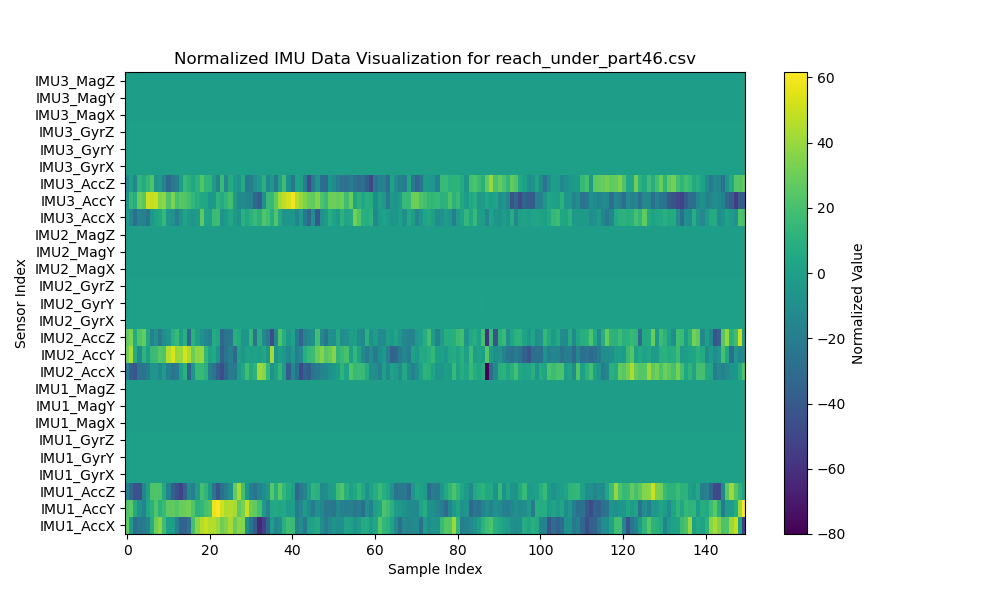 Normalized IMU Data Visualization for reach_under_part46.csv
IMU3_MagZ
IMU3_MagY
IMU3_MagX
IMU3_GyrZ
IMU3_GyrY
IMU3_GyrX
IMU3_AccZ
IMU3_AccY
IMU3_AccX
IMU2_MagZ
IMU2_MagY
IMU2_MagX
IMU2_GyrZ
IMU2_GyrY
IMU2_GyrX
IMU2_AccZ
IMU2_AccY
IMU2_AccX
IMU1_MagZ
IMU1_MagY
IMU1_MagX
IMU1_GyrZ
IMU1_GyrY
IMU1_GyrX
IMU1_AccZ
IMU1_AccY
IMU1_AccX
Sensor Index
0 20 40 60 80 100 120 140
Sample Index
60
40
20
0
−20
−40
−60
−80
Normalized Value